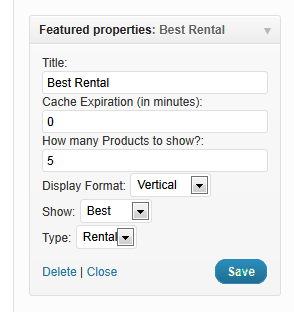 Featured properties: Best Rental
Title:
Best Rental
Cache Expiration (in minutes):
0
How many Products to show?:
5
Display Format: Vertical
Show: Best
Type: Rental
Delete | Close Save